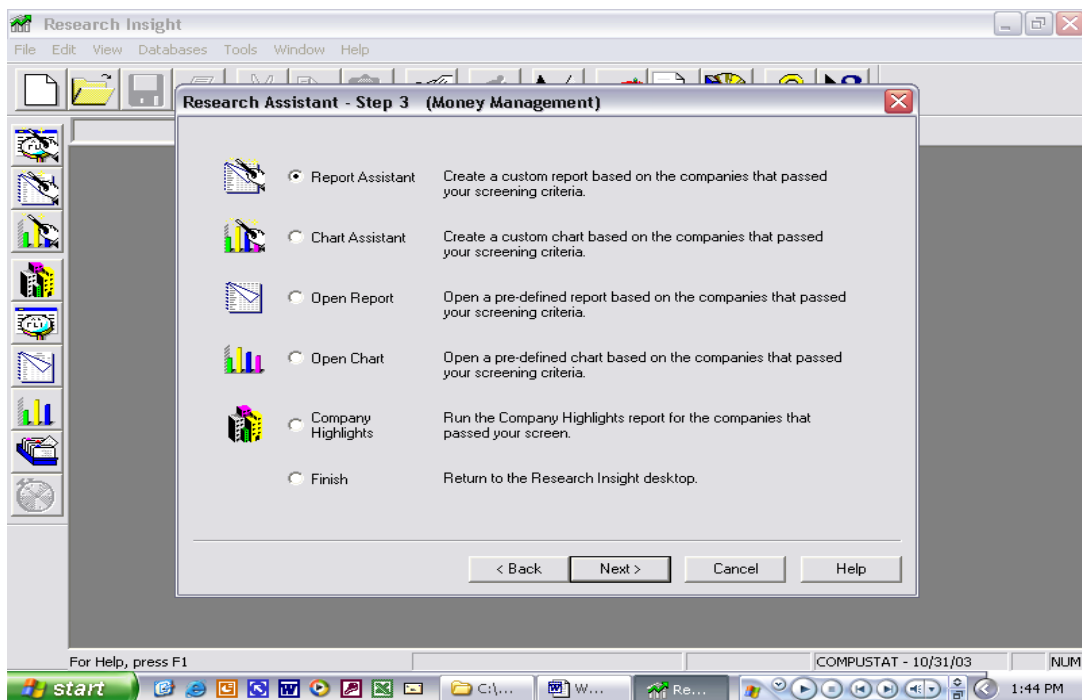 Research Insight
File Edit View Databases Tools Window Help
Research Assistant - Step 3 (Money Management)
Report Assistant
Create a custom report based on the companies that passed
your screening criteria.
Chart Assistant
Create a custom chart based on the companies that passed
your screening criteria.
Open Report
Open a pre-defined report based on the companies that passed
your screening criteria.
Open Chart
Open a pre-defined chart based on the companies that passed
your screening criteria.
Company
Highlights
Run the Company Highlights report for the companies that
passed your screen.
Finish
Return to the Research Insight desktop.
< Back Next > Cancel Help
For Help, press F1
COMPUSTAT - 10/31/03
NUM
start C:\... W... Re... 1:44 PM